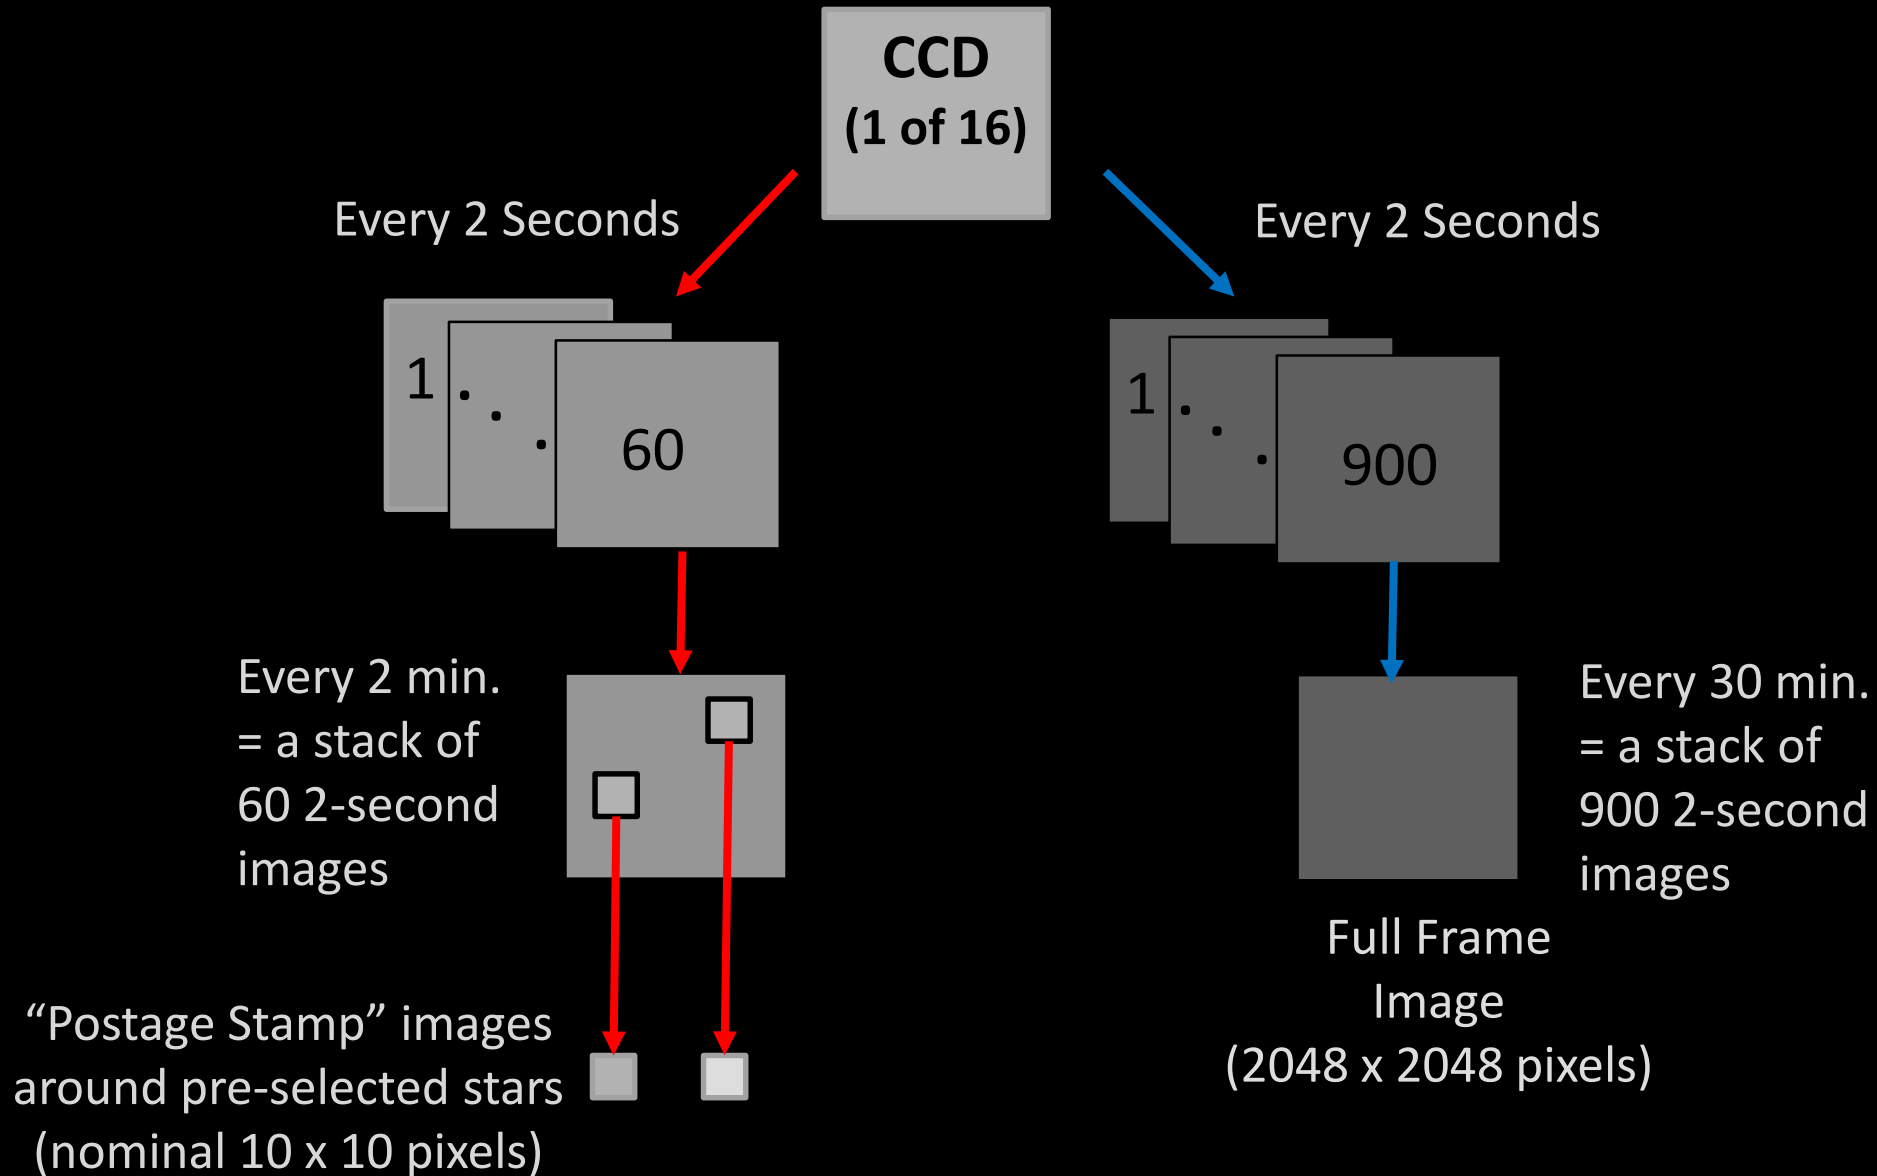 CCD
(1 of 16)
Every 2 Seconds
Every 2 Seconds
1
60
1
900
Every 2 min.
= a stack of
60 2-second
images
Every 30 min.
= a stack of
900 2-second
images
Full Frame
Image
(2048 x 2048 pixels)
“Postage Stamp” images
around pre-selected stars
(nominal 10 x 10 pixels)